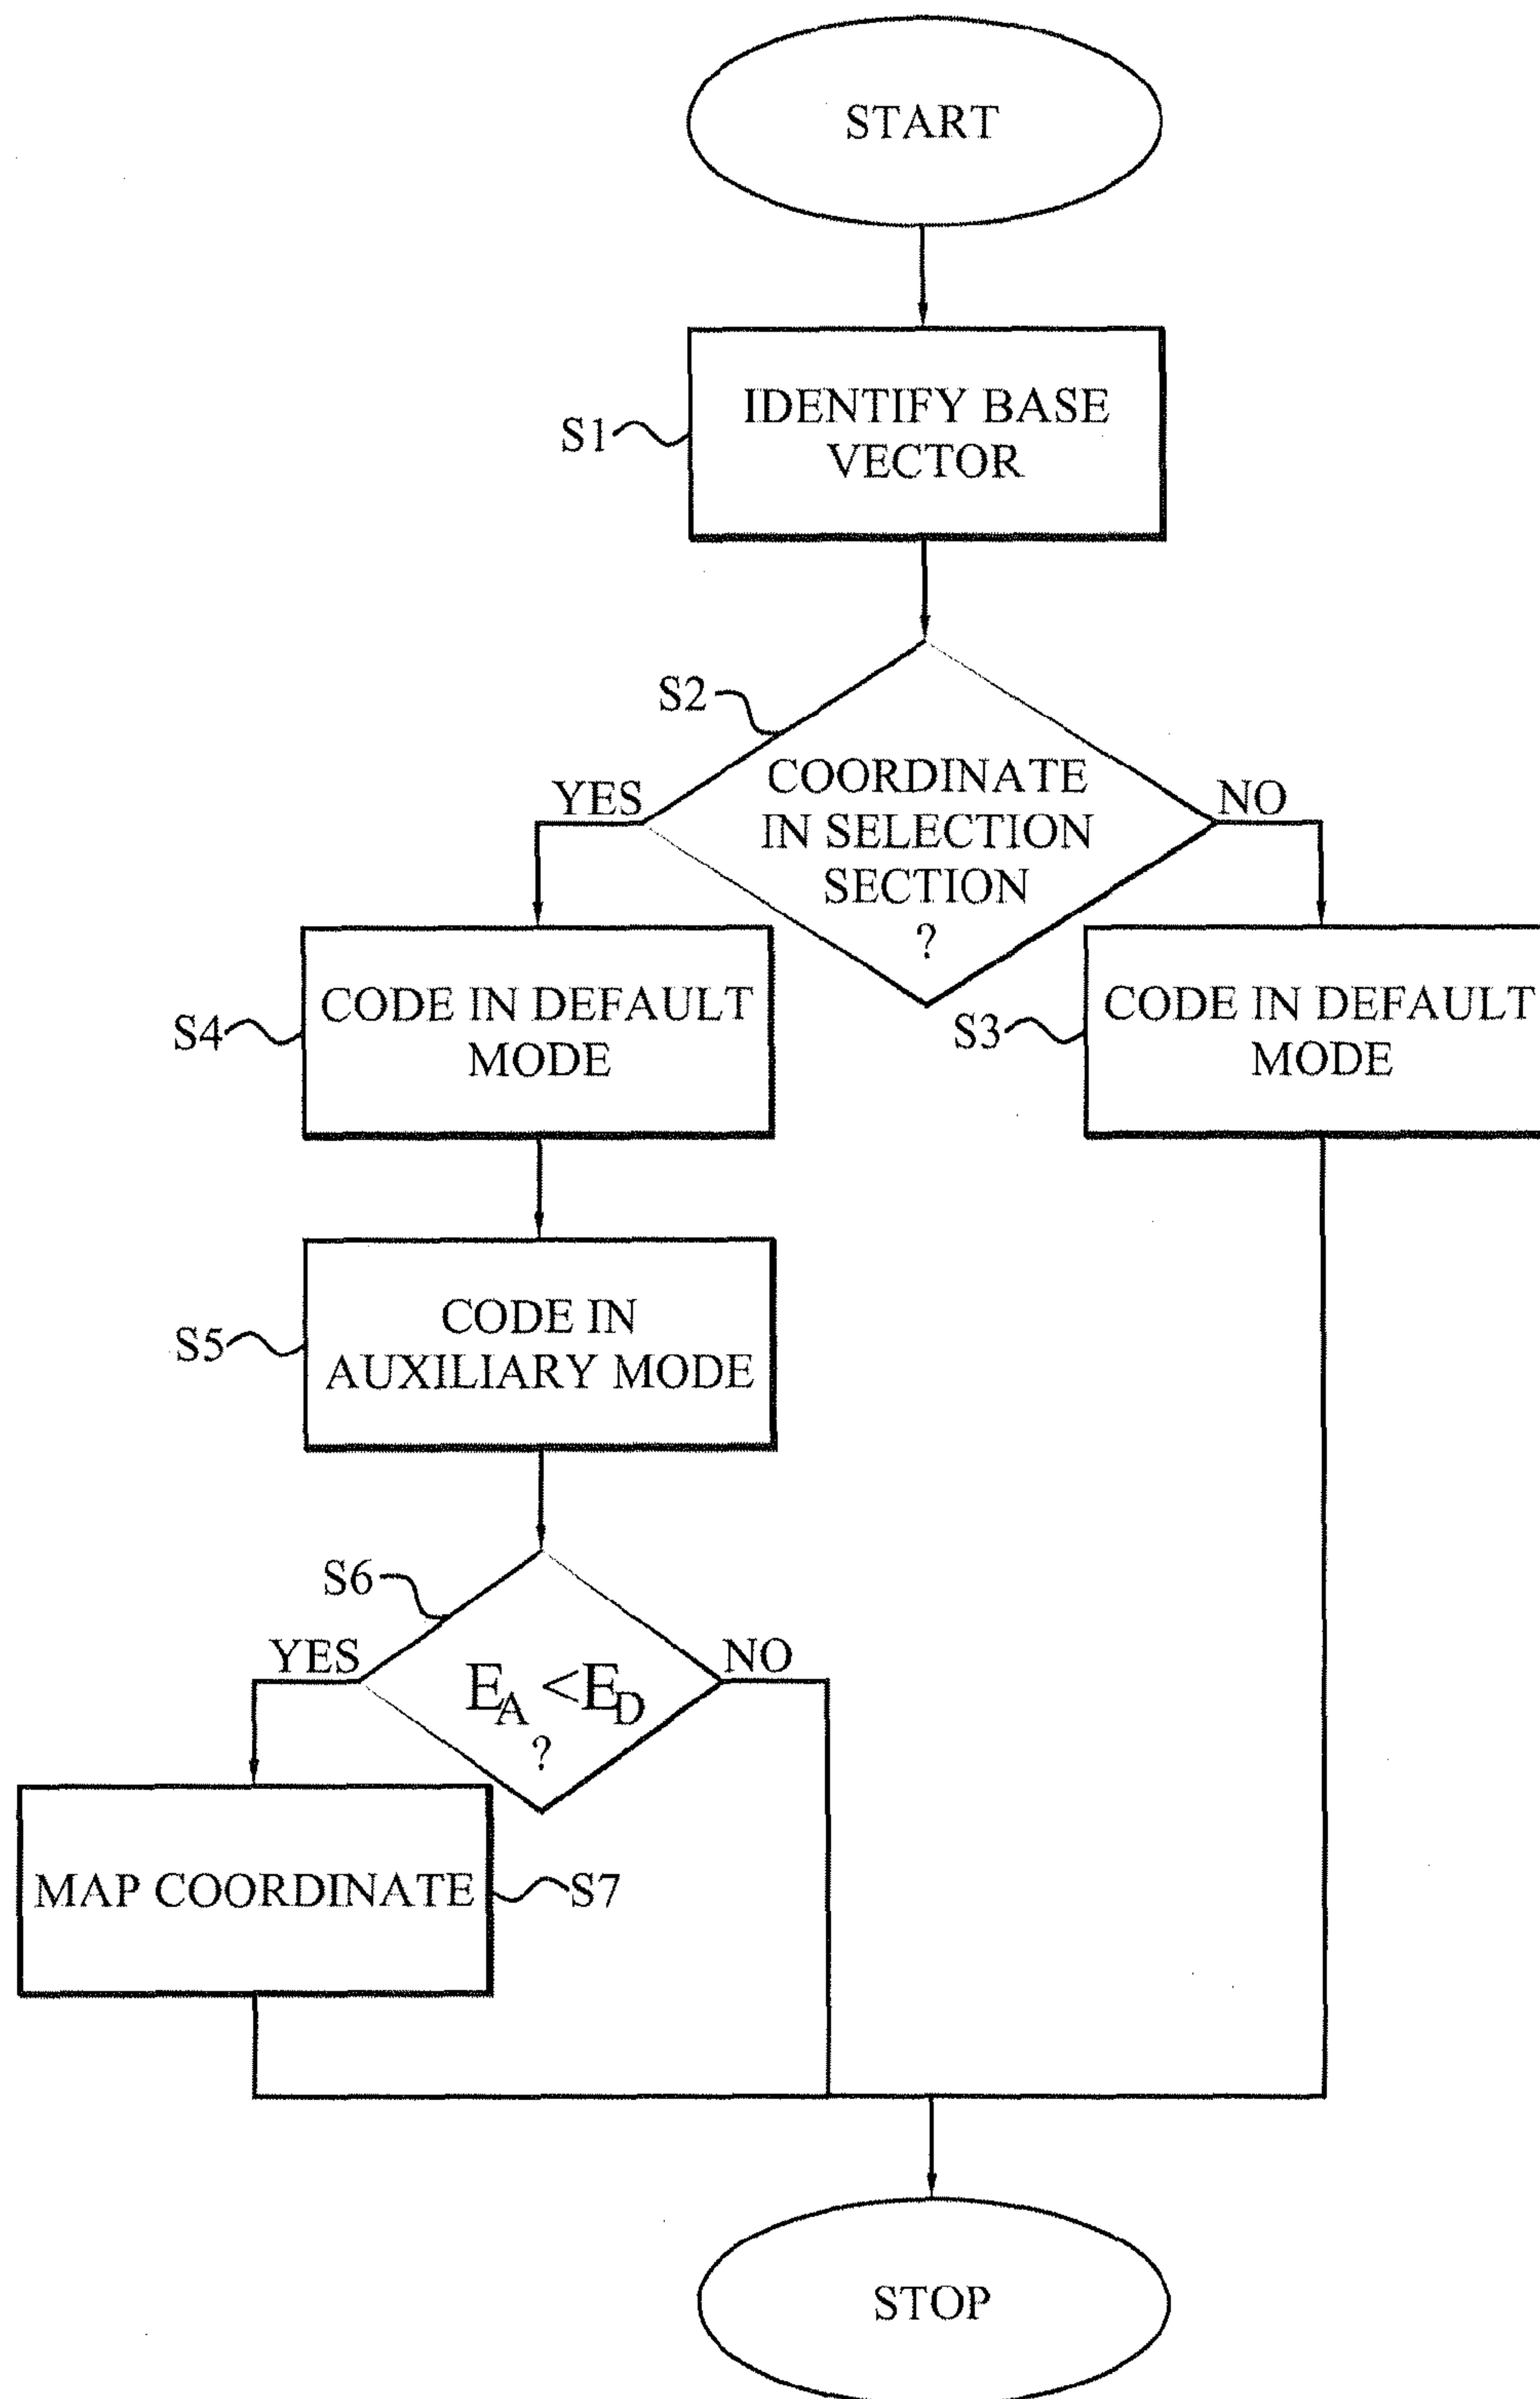 START
S1
IDENTIFY BASE
VECTOR
S2
YES
NO
COORDINATE
IN SELECTION
SECTION
?
S4
CODE IN DEFAULT
MODE
S3
CODE IN DEFAULT
MODE
S5
CODE IN
AUXILIARY MODE
S6
YES
NO
E_A < E_D
?
MAP COORDINATE
S7
STOP